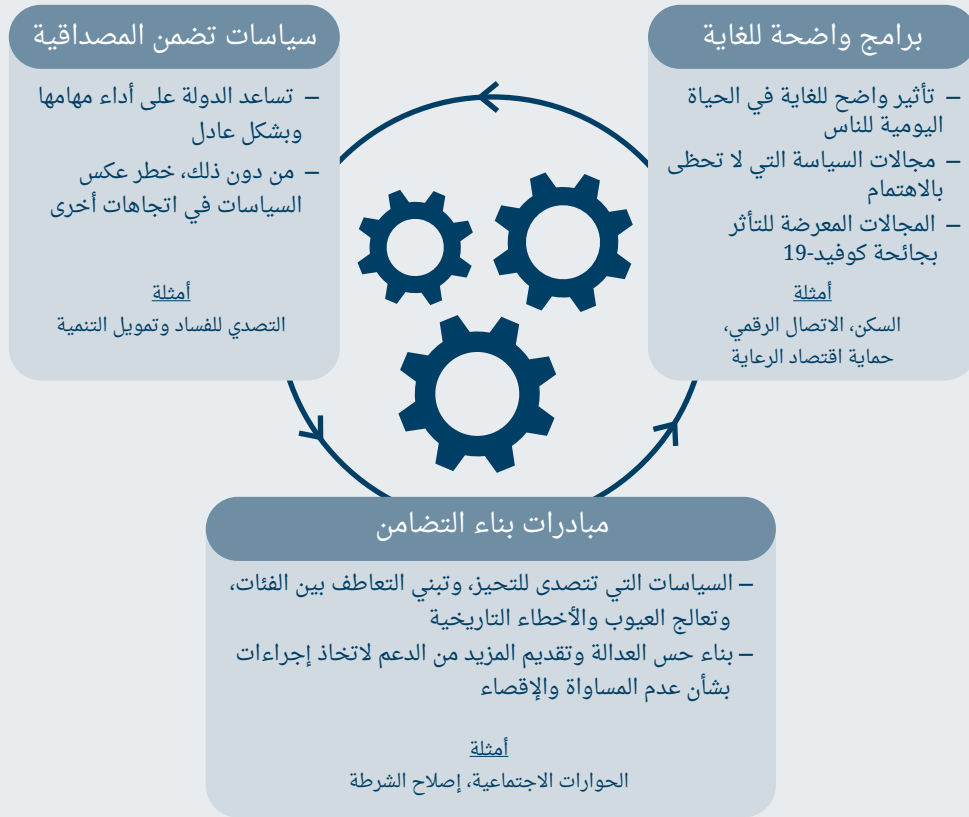 برامج واضحة للغاية
– تأثير واضح للغاية في الحياة
اليومية للناس
– مجالات السياسة التي لا تحظى
بالاهتمام
– المجالات المعرضة للتأثر
بجائحة كوفيد-19
أمثلة
السكن، الاتصال الرقمي،
حماية اقتصاد الرعاية
سياسات تضمن المصداقية
– تساعد الدولة على أداء مهامها
وبشكل عادل
– من دون ذلك، خطر عكس
السياسات في اتجاهات أخرى
أمثلة
التصدي للفساد وتمويل التنمية
مبادرات بناء التضامن
– السياسات التي تتصدى للتحيز، وتبني التعاطف بين الفئات،
وتعالج العيوب والأخطاء التاريخية
– بناء حس العدالة وتقديم المزيد من الدعم لاتخاذ إجراءات
بشأن عدم المساواة والإقصاء
أمثلة
الحوارات الاجتماعية، إصلاح الشرطة